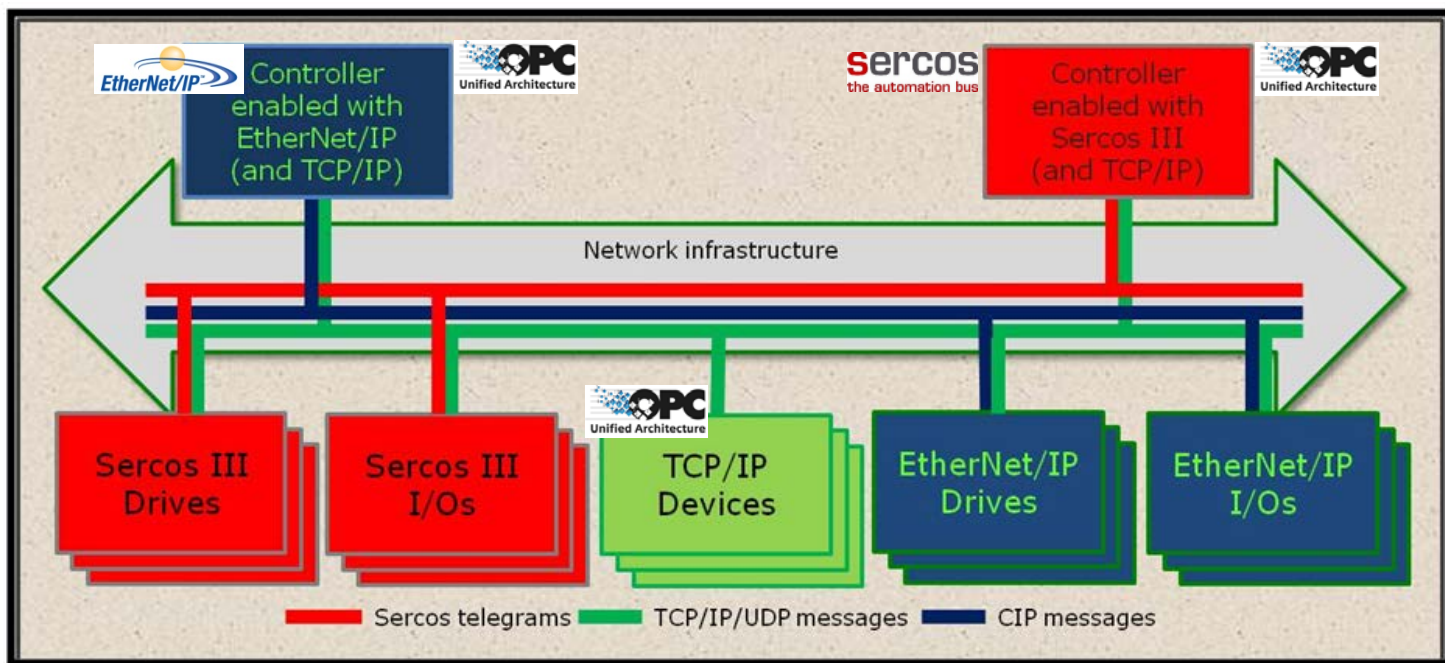 EtherNet/IP™
Controller
enabled with
EtherNet/IP
(and TCP/IP)
OPC
Unified Architecture
sercos
the automation bus
Controller
enabled with
Sercos III
(and TCP/IP)
OPC
Unified Architecture
Network infrastructure
Sercos III
Drives
Sercos III
I/Os
OPC
Unified Architecture
TCP/IP
Devices
EtherNet/IP
Drives
EtherNet/IP
I/Os
Sercos telegrams
TCP/IP/UDP messages
CIP messages